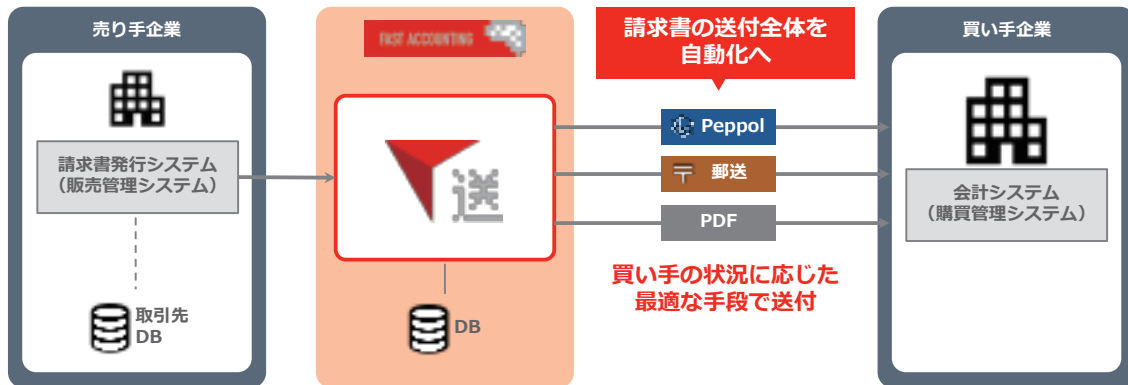 売り手企業
請求書発行システム
（販売管理システム）
取引先
DB
FAST ACCOUNTING
送
DB
請求書の送付全体を
自動化へ
Peppol
〒 郵送
PDF
買い手の状況に応じた
最適な手段で送付
買い手企業
会計システム
（購買管理システム）